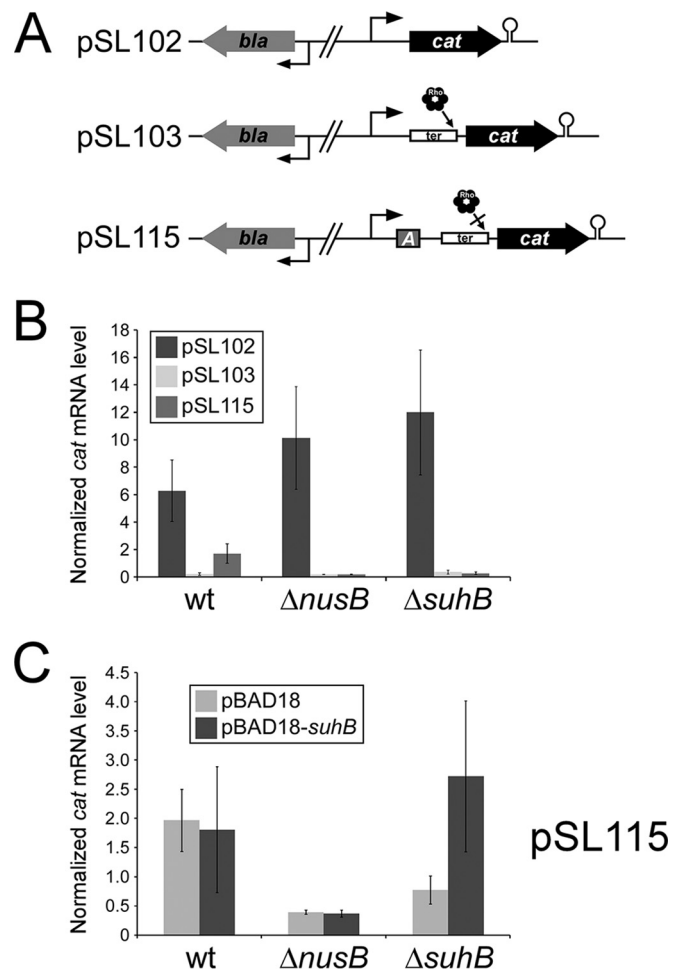 A
pSL102
bla
cat
pSL103
bla
Rho
ter
cat
pSL115
bla
A
Rho
ter
cat
B
Normalized cat mRNA level
18
16
14
12
10
8
6
4
2
0
pSL102
pSL103
pSL115
wt
ΔnusB
ΔsuhB
C
Normalized cat mRNA level
4.5
4.0
3.5
3.0
2.5
2.0
1.5
1.0
0.5
0
pBAD18
pBAD18-suhB
wt
ΔnusB
ΔsuhB
pSL115